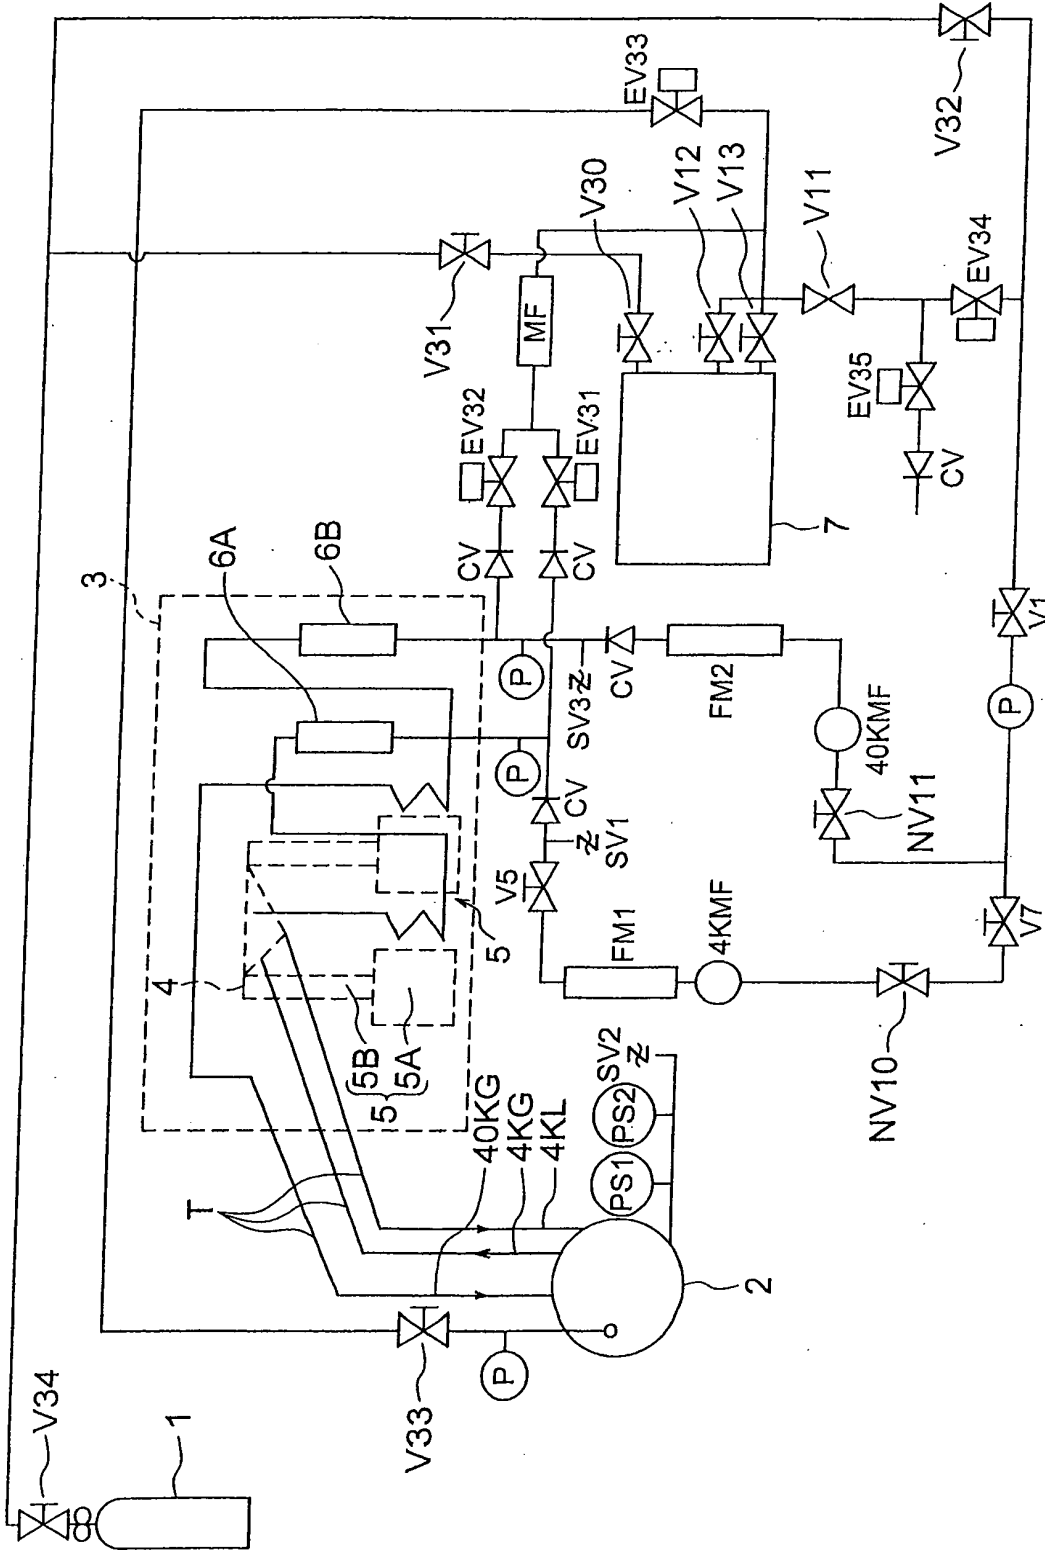 V34
1
V33
P
T
40KG
4KG
4KL
PS1
PS2
SV2
2
3
4
5B
5A
5
5
6A
6B
P
P
SV3
CV
FM2
40KMF
NV11
CV
SV1
V5
FM1
4KMF
NV10
V7
P
V1
CV
CV
EV32
EV31
MF
V31
V30
V12
V13
V11
7
EV33
EV35
CV
EV34
V32